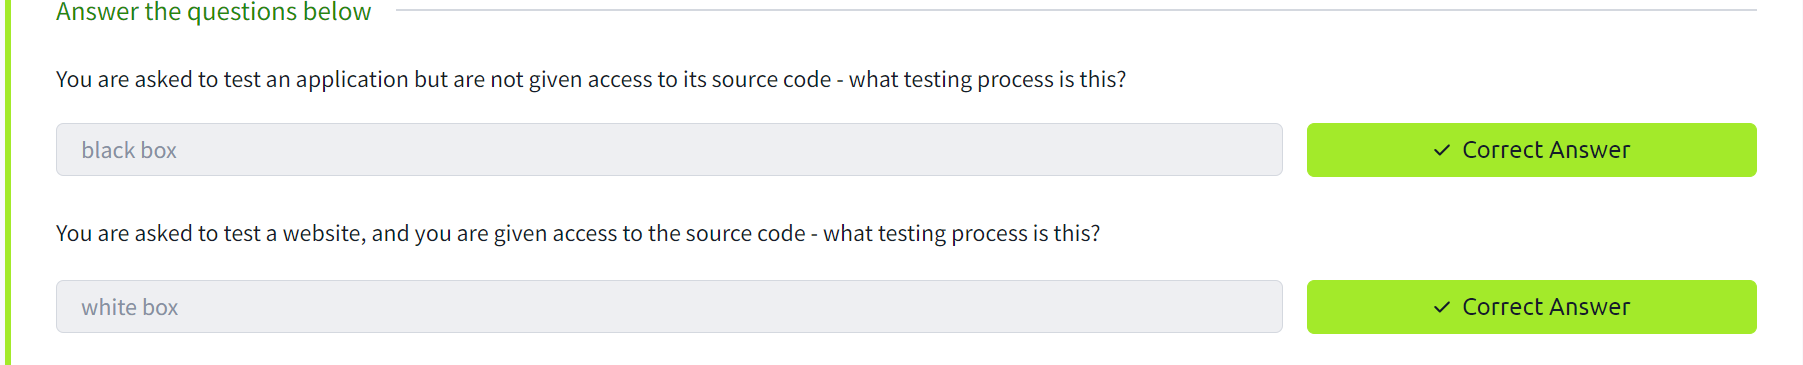 Answer the questions below
You are asked to test an application but are not given access to its source code - what testing process is this?
black box
✓ Correct Answer
You are asked to test a website, and you are given access to the source code - what testing process is this?
white box
✓ Correct Answer